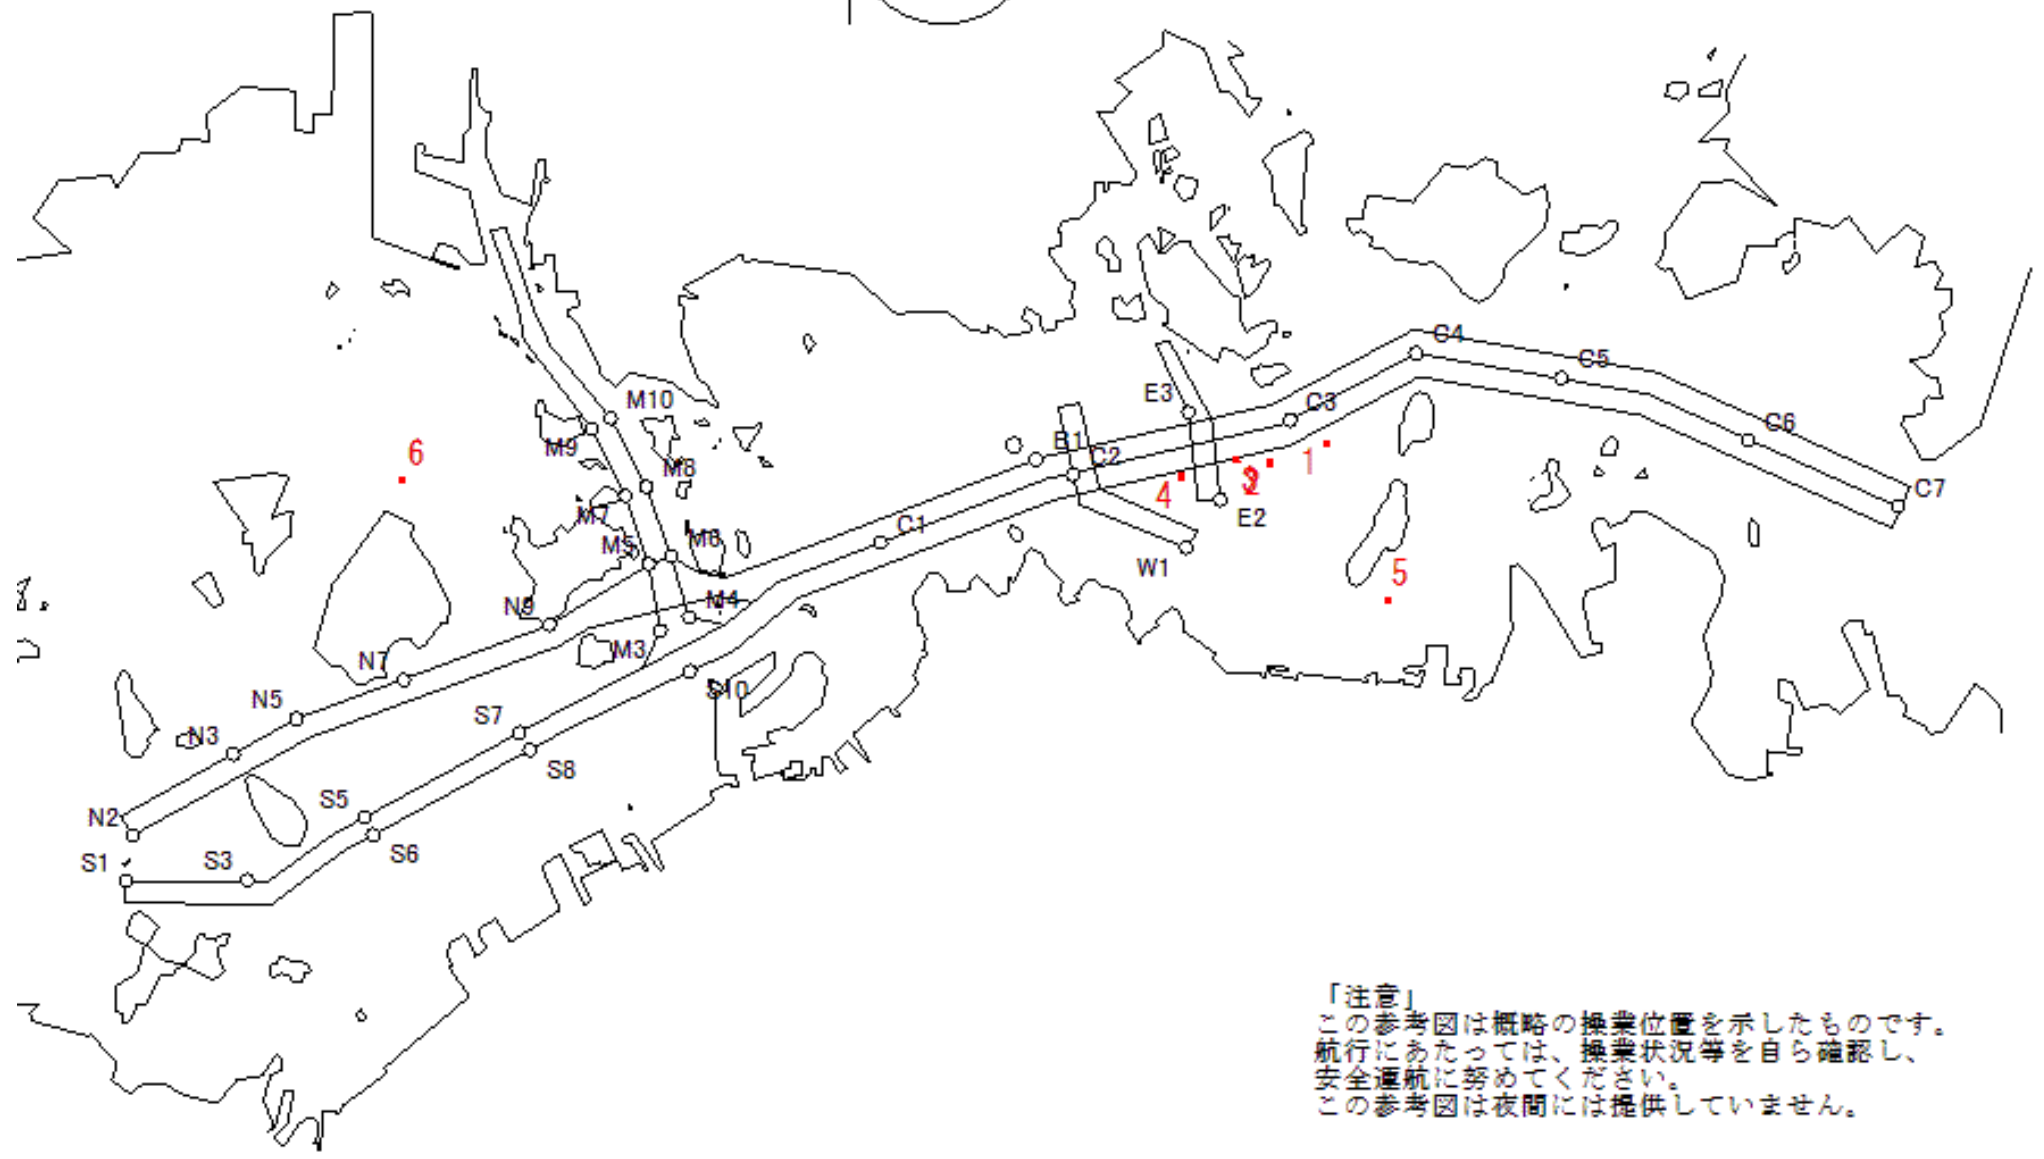 C4
C5
E3
M10
C3
C6
M9
6
B1
1
C2
M8
3
2
4
C7
M7
E2
C1
M5
M6
W1
5
N9
M4
M3
N7
S10
N5
S7
N3
S8
S5
N2
S6
S1
S3
「注意」
この参考図は概略の操業位置を示したものです。
航行にあたっては、操業状況等を自ら確認し、
安全運航に努めてください。
この参考図は夜間には提供していません。